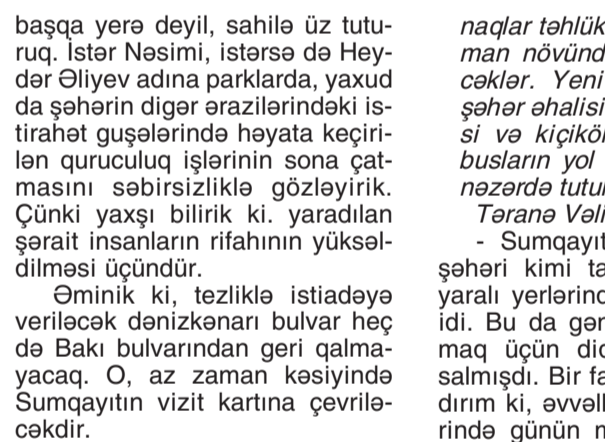 başqa yerə deyil, sahilə üz tutu-
ruq. İstər Nəsimi, istərsə də Hey-
dər Əliyev adına parklarda, yaxud
da şəhərin digər ərazilərindəki is-
tirahət guşələrində həyata keçiri-
lən quruculuq işlərinin sona çat-
masını səbirsizliklə gözləyirik.
Çünki yaxşı bilirik ki. yaradılan
şərait insanların rifahının yüksəl-
dilməsi üçündür.
Əminik ki, tezliklə istiadəyə
veriləcək dənizkənarı bulvar heç
də Bakı bulvarından geri qalma-
yacaq. O, az zaman kəsiyində
Sumqayıtın vizit kartına çevrilə-
cəkdir.
naqlar təhlük
man növünd
cəklər. Yeni
şəhər əhalisi
si və kiçikö
busların yol
nəzərdə tutu
Təranə Vəli
- Sumqayıt
şəhəri kimi ta
yaralı yerlərinc
idi. Bu da gər
maq üçün
salmışdı. Bir fa
dırım ki, əvvəll
rində günün